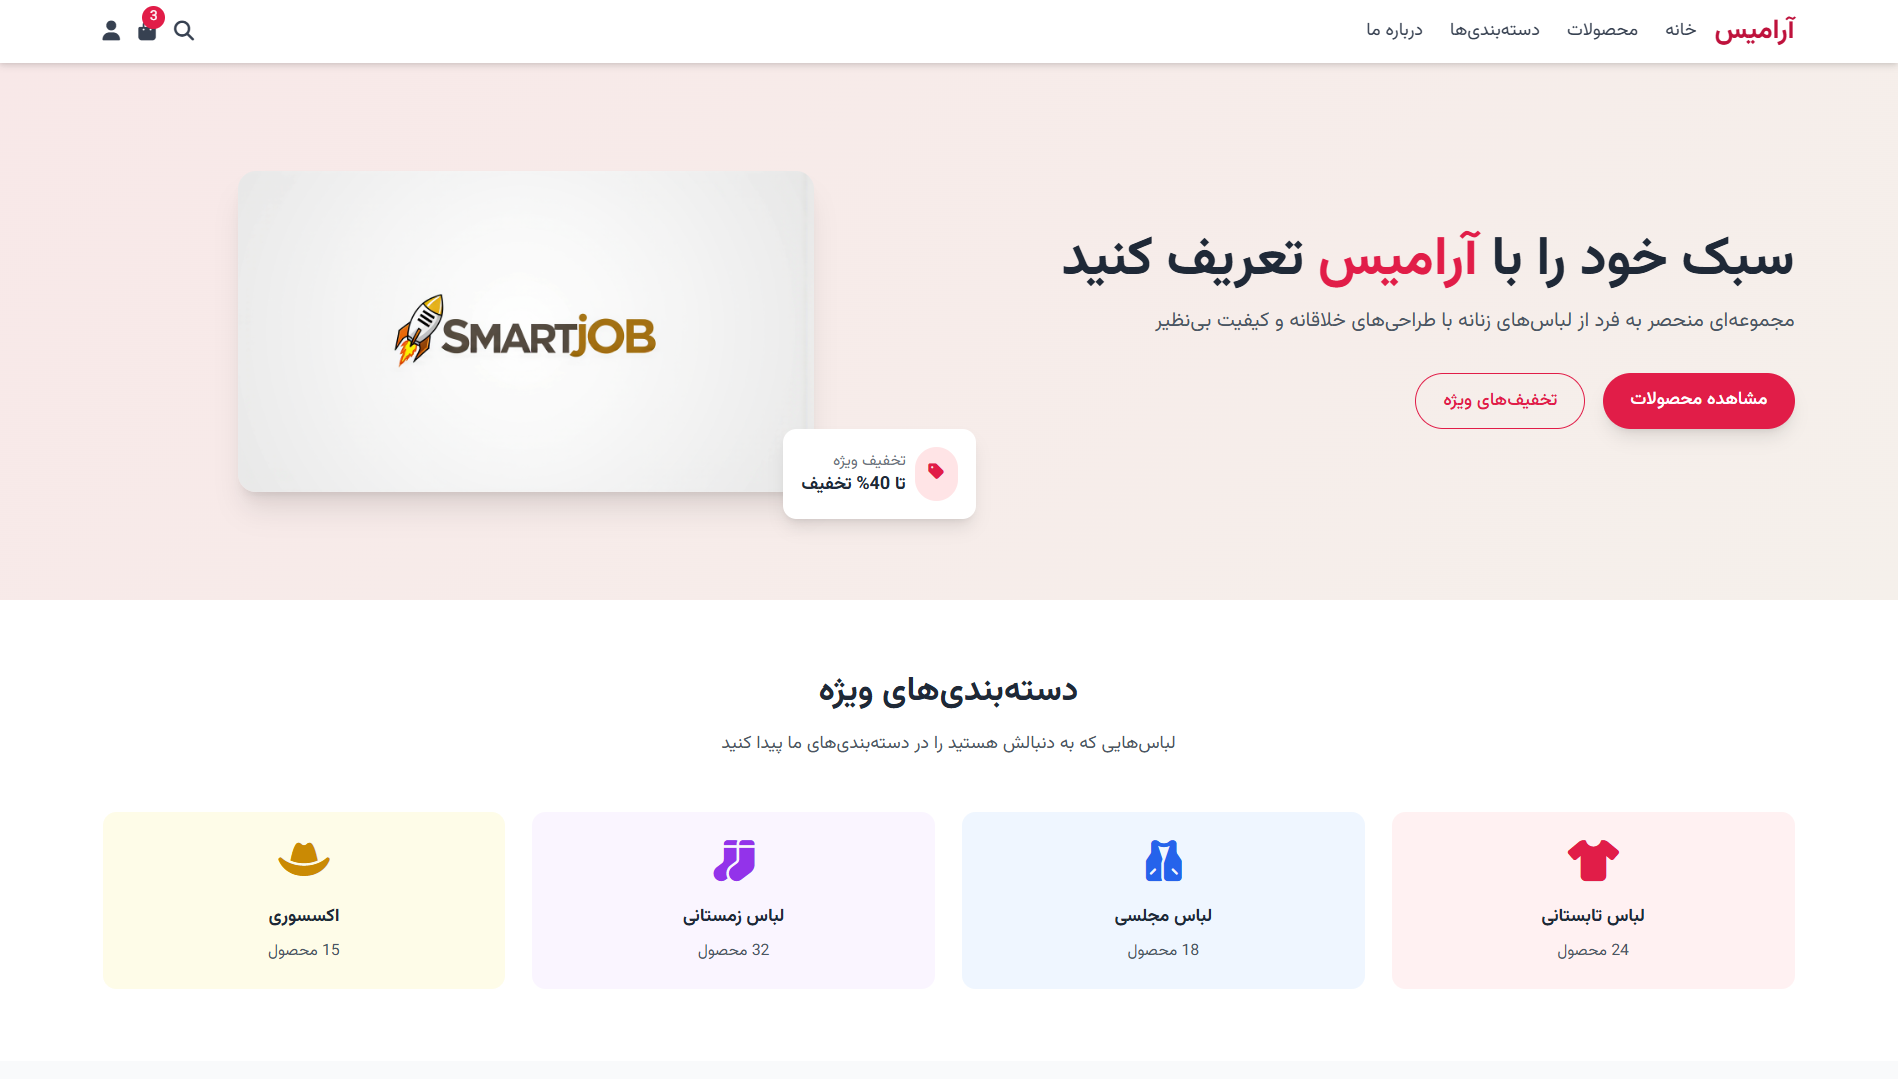 آرامیس
خانه
محصولات
دسته‌بندی‌ها
درباره ما
3
سبک خود را با آرامیس تعریف کنید
مجموعه‌ای منحصر به فرد از لباس‌های زنانه با طراحی‌های خلاقانه و کیفیت بی‌نظیر
مشاهده محصولات
تخفیف‌های ویژه
SMARTJOB
تخفیف ویژه
تا 40% تخفیف
دسته‌بندی‌های ویژه
لباس‌هایی که به دنبالش هستید را در دسته‌بندی‌های ما پیدا کنید
لباس تابستانی
24 محصول
لباس مجلسی
18 محصول
لباس زمستانی
32 محصول
اکسسوری
15 محصول